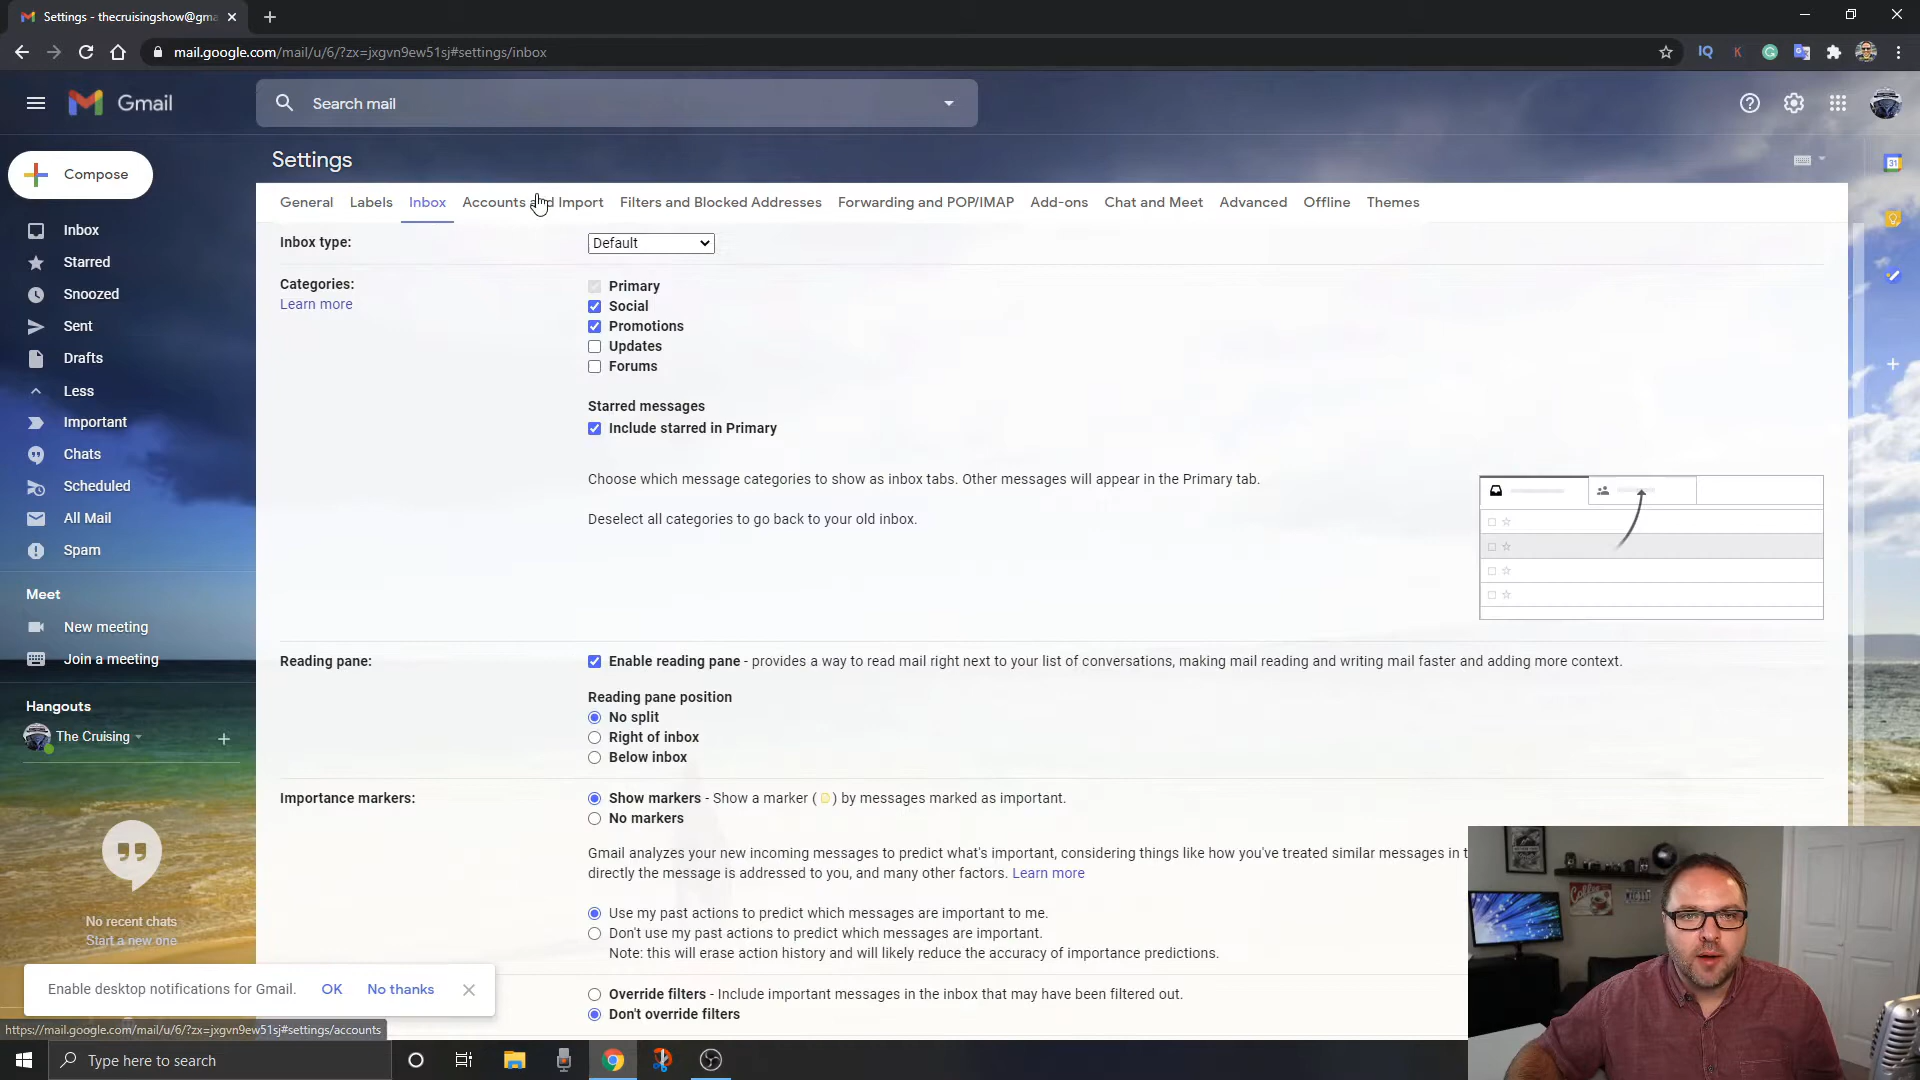 Settings - thecruisingshow@gma
mail.google.com/mail/u/6/?zx=jxgvn9ew51sj#settings/inbox
IQ
K
Gmail
Search mail
Compose
Settings
31
General Labels Inbox Accounts and Import Filters and Blocked Addresses Forwarding and POP/IMAP Add-ons Chat and Meet Advanced Offline Themes
Inbox
Starred
Snoozed
Sent
Drafts
Less
Important
Chats
Scheduled
All Mail
Spam
Meet
New meeting
Join a meeting
Hangouts
The Cruising
No recent chats
Start a new one
Inbox type:
Default
Categories:
Learn more
Primary
Social
Promotions
Updates
Forums
Starred messages
Include starred in Primary
Choose which message categories to show as inbox tabs. Other messages will appear in the Primary tab.
Deselect all categories to go back to your old inbox.
Reading pane:
Enable reading pane - provides a way to read mail right next to your list of conversations, making mail reading and writing mail faster and adding more context.
Reading pane position
No split
Right of inbox
Below inbox
Importance markers:
Show markers - Show a marker ( ) by messages marked as important.
No markers
Gmail analyzes your new incoming messages to predict what's important, considering things like how you've treated similar messages in t
directly the message is addressed to you, and many other factors. Learn more
Use my past actions to predict which messages are important to me.
Don't use my past actions to predict which messages are important.
Note: this will erase action history and will likely reduce the accuracy of importance predictions.
Override filters - Include important messages in the inbox that may have been filtered out.
Don't override filters
Enable desktop notifications for Gmail. OK No thanks
https://mail.google.com/mail/u/6/?zx=jxgvn9ew51sj#settings/accounts
Type here to search